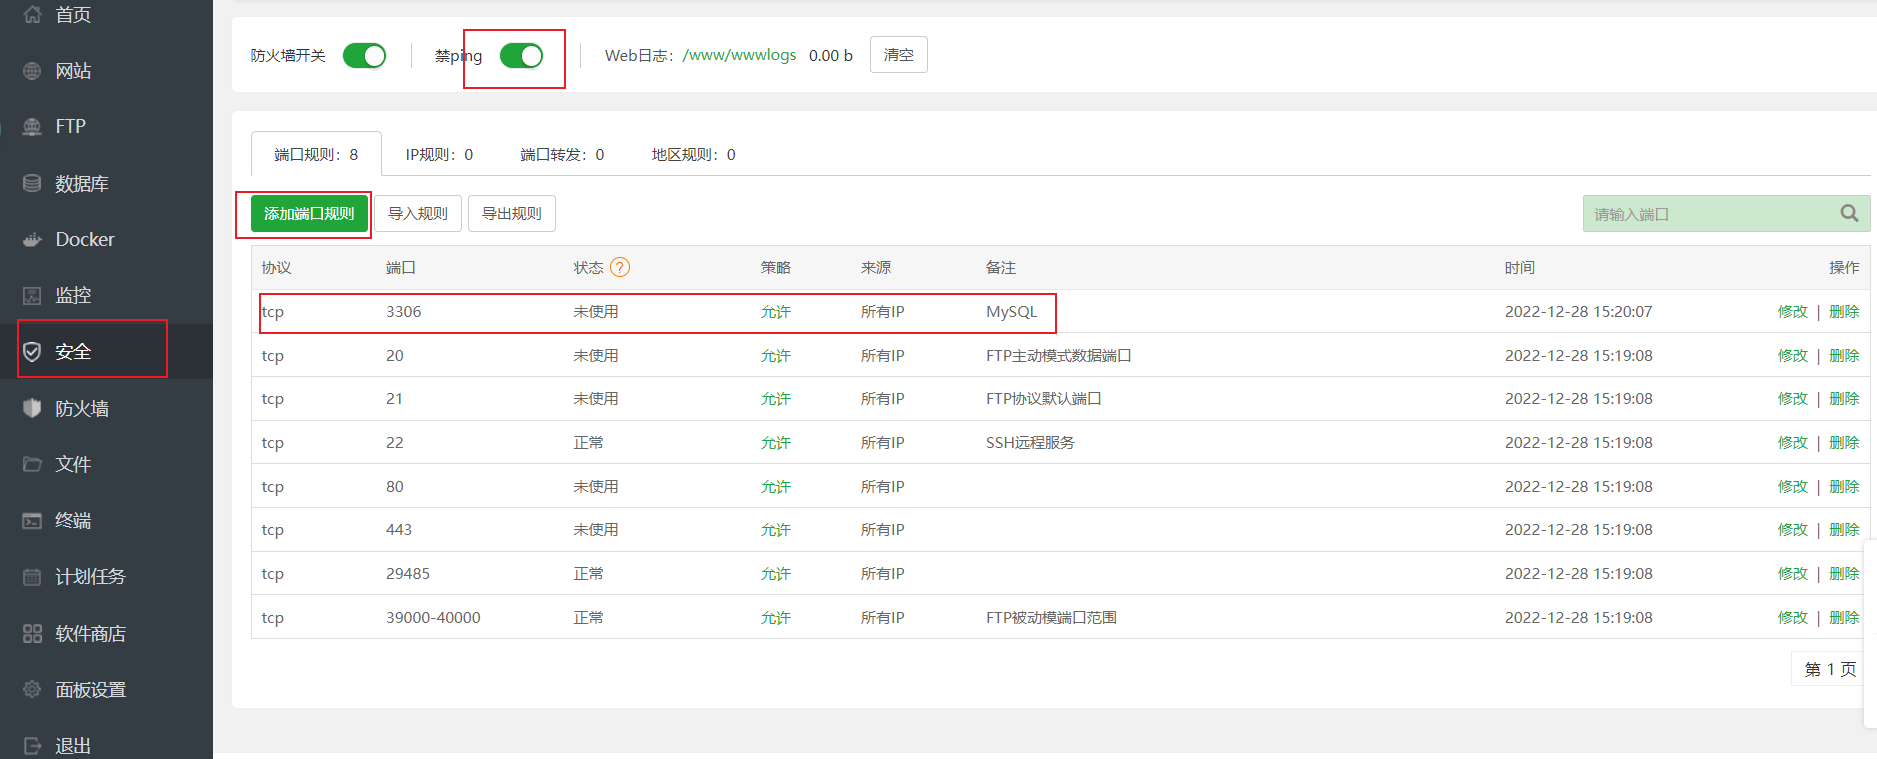 首页
网站
FTP
数据库
Docker
监控
安全
防火墙
文件
终端
计划任务
软件商店
面板设置
退出
防火墙开关 禁ping Web日志：/www/wwwlogs 0.00 b 清空
端口规则：8 IP规则：0 端口转发：0 地区规则：0
添加端口规则 导入规则 导出规则 请输入端口
协议 端口 状态 ? 策略 来源 备注 时间 操作
tcp 3306 未使用 允许 所有IP MySQL 2022-12-28 15:20:07 修改 | 删除
tcp 20 未使用 允许 所有IP FTP主动模式数据端口 2022-12-28 15:19:08 修改 | 删除
tcp 21 未使用 允许 所有IP FTP协议默认端口 2022-12-28 15:19:08 修改 | 删除
tcp 22 正常 允许 所有IP SSH远程服务 2022-12-28 15:19:08 修改 | 删除
tcp 80 未使用 允许 所有IP 2022-12-28 15:19:08 修改 | 删除
tcp 443 未使用 允许 所有IP 2022-12-28 15:19:08 修改 | 删除
tcp 29485 正常 允许 所有IP 2022-12-28 15:19:08 修改 | 删除
tcp 39000-40000 正常 允许 所有IP FTP被动模端口范围 2022-12-28 15:19:08 修改 | 删除
第 1 页